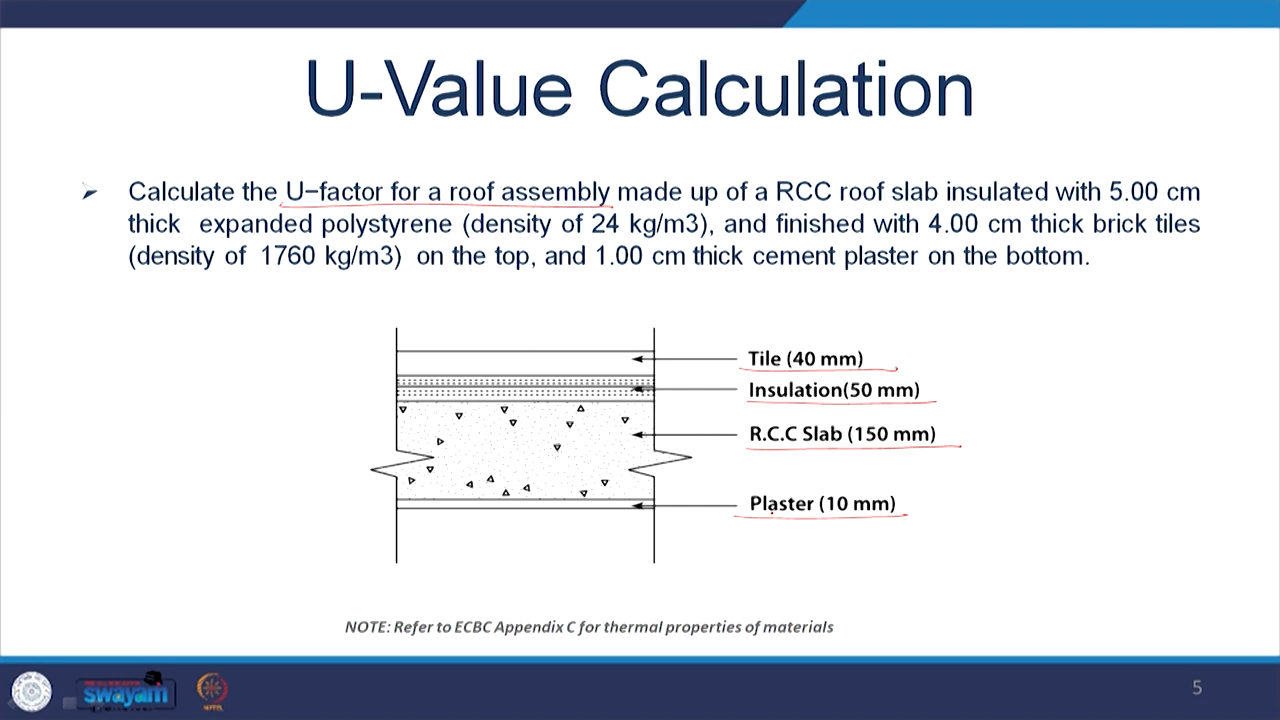 U-Value Calculation
➢ Calculate the U−factor for a roof assembly made up of a RCC roof slab insulated with 5.00 cm
thick expanded polystyrene (density of 24 kg/m3), and finished with 4.00 cm thick brick tiles
(density of 1760 kg/m3) on the top, and 1.00 cm thick cement plaster on the bottom.
Tile (40 mm)
Insulation(50 mm)
R.C.C Slab (150 mm)
Plaster (10 mm)
NOTE: Refer to ECBC Appendix C for thermal properties of materials
swayam
5